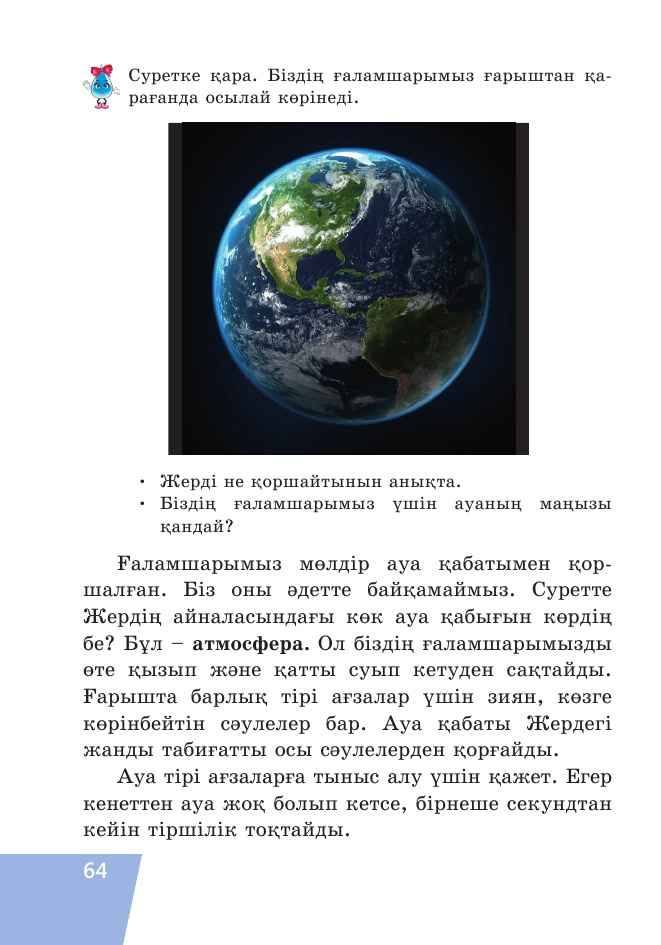 Суретке қара. Біздің ғаламшарымыз ғарыштан қа-
рағанда осылай көрінеді.
• Жерді не қоршайтынын анықта.
• Біздің ғаламшарымыз үшін ауаның маңызы
қандай?
Ғаламшарымыз мөлдір ауа қабатымен қор-
шалған. Біз оны әдетте байқамаймыз. Суретте
Жердің айналасындағы көк ауа қабығын көрдің
бе? Бұл – атмосфера. Ол біздің ғаламшарымызды
өте қызып және қатты суып кетуден сақтайды.
Ғарышта барлық тірі ағзалар үшін зиян, көзге
көрінбейтін сәулелер бар. Ауа қабаты Жердегі
жанды табиғатты осы сәулелерден қорғайды.
Ауа тірі ағзаларға тыныс алу үшін қажет. Егер
кенеттен ауа жоқ болып кетсе, бірнеше секундтан
кейін тіршілік тоқтайды.
64